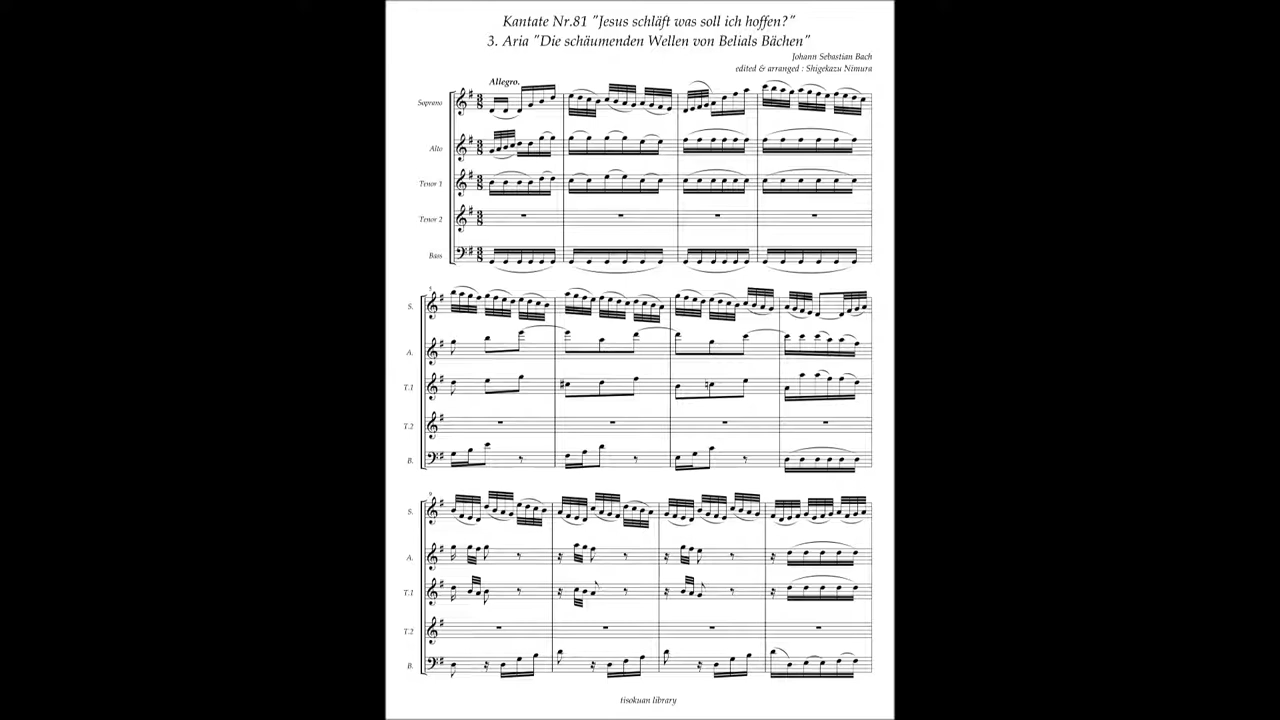 Kantate Nr.81 "Jesus schläft was soll ich hoffen?"
3. Aria "Die schäumenden Wellen von Belials Bächen"
Johann Sebastian Bach
edited & arranged : Shigekazu Nimura
Allegro.
Soprano
Alto
Tenor 1
Tenor 2
Bass
5
S.
A.
T.1
T.2
B.
9
S.
A.
T.1
T.2
B.
tisokuan library